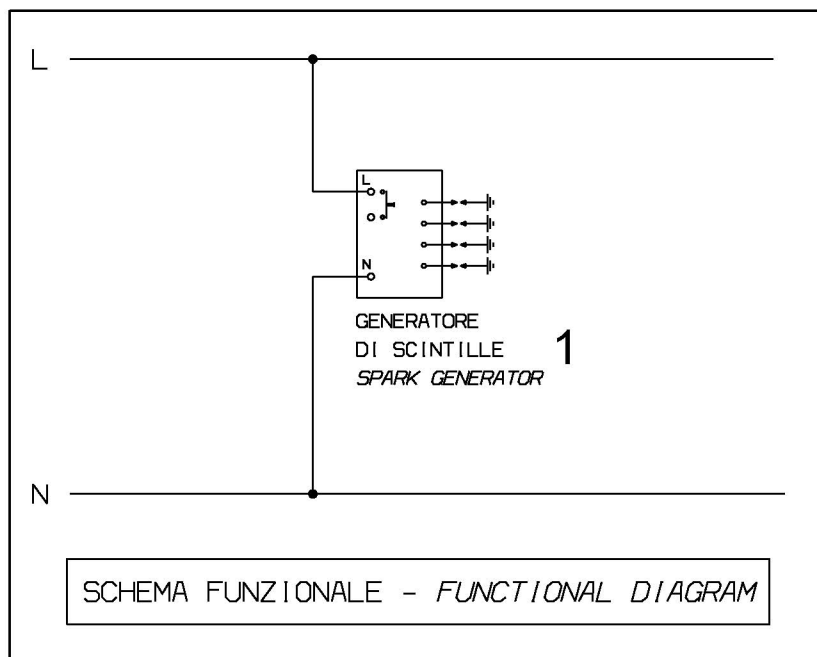 L
L
N
GENERATORE
DI SCINTILLE
SPARK GENERATOR
1
N
SCHEMA FUNZIONALE - FUNCTIONAL DIAGRAM